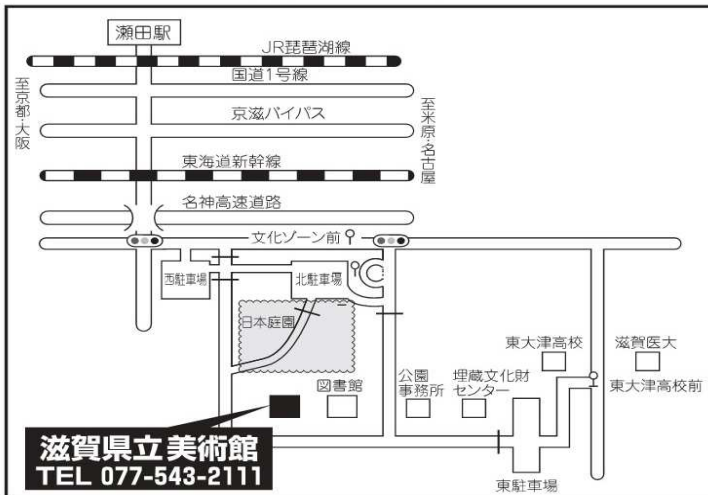 瀬田駅
JR琵琶湖線
国道1号線
至京都・大阪
京滋バイパス
至米原・名古屋
東海道新幹線
名神高速道路
文化ゾーン前
西駐車場
北駐車場
日本庭園
図書館
公園
事務所
埋蔵文化財
センター
東大津高校
滋賀医大
東大津高校前
滋賀県立美術館
TEL 077-543-2111
東駐車場